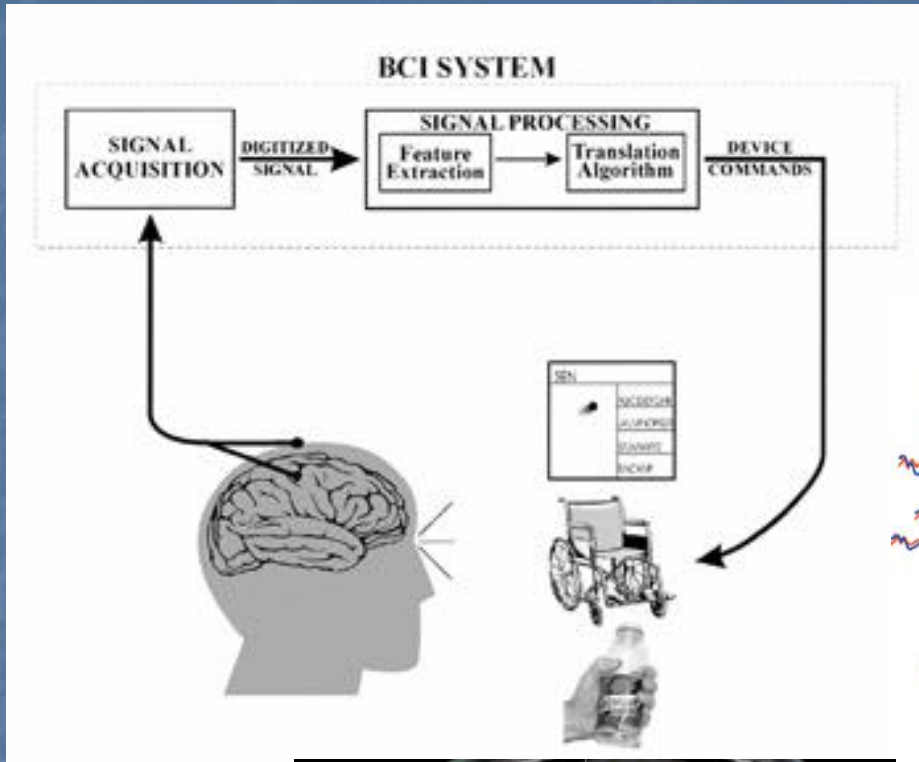 BCI SYSTEM
SIGNAL
ACQUISITION
DIGITIZED
SIGNAL
SIGNAL PROCESSING
Feature
Extraction
Translation
Algorithm
DEVICE
COMMANDS